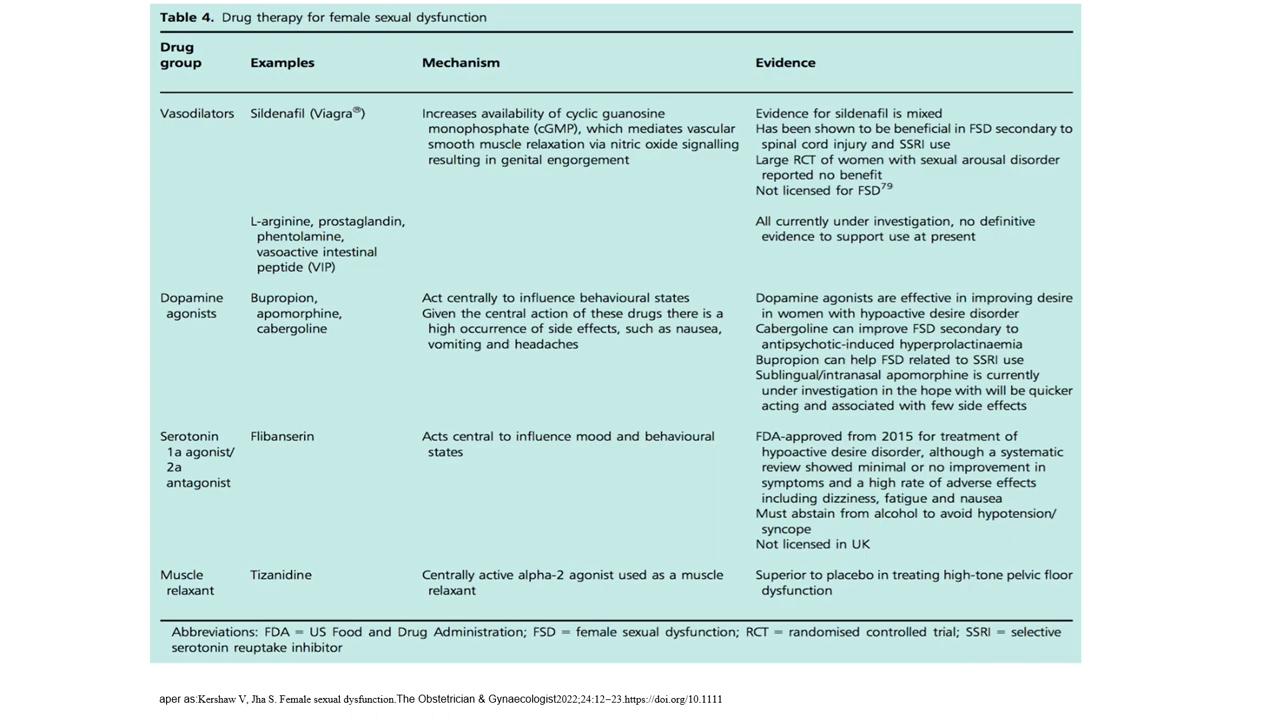 Table 4. Drug therapy for female sexual dysfunction
Drug
group
Examples
Mechanism
Evidence
Vasodilators
Sildenafil (Viagra®)
Increases availability of cyclic guanosine
monophosphate (cGMP), which mediates vascular
smooth muscle relaxation via nitric oxide signalling
resulting in genital engorgement
Evidence for sildenafil is mixed
Has been shown to be beneficial in FSD secondary to
spinal cord injury and SSRI use
Large RCT of women with sexual arousal disorder
reported no benefit
Not licensed for FSD79
L-arginine, prostaglandin,
phentolamine,
vasoactive intestinal
peptide (VIP)
All currently under investigation, no definitive
evidence to support use at present
Dopamine
agonists
Bupropion,
apomorphine,
cabergoline
Act centrally to influence behavioural states
Given the central action of these drugs there is a
high occurrence of side effects, such as nausea,
vomiting and headaches
Dopamine agonists are effective in improving desire
in women with hypoactive desire disorder
Cabergoline can improve FSD secondary to
antipsychotic-induced hyperprolactinaemia
Bupropion can help FSD related to SSRI use
Sublingual/intranasal apomorphine is currently
under investigation in the hope with will be quicker
acting and associated with few side effects
Serotonin
1a agonist/
2a
antagonist
Flibanserin
Acts central to influence mood and behavioural
states
FDA-approved from 2015 for treatment of
hypoactive desire disorder, although a systematic
review showed minimal or no improvement in
symptoms and a high rate of adverse effects
including dizziness, fatigue and nausea
Must abstain from alcohol to avoid hypotension/
syncope
Not licensed in UK
Muscle
relaxant
Tizanidine
Centrally active alpha-2 agonist used as a muscle
relaxant
Superior to placebo in treating high-tone pelvic floor
dysfunction
Abbreviations: FDA = US Food and Drug Administration; FSD = female sexual dysfunction; RCT = randomised controlled trial; SSRI = selective
serotonin reuptake inhibitor
aper as:Kershaw V, Jha S. Female sexual dysfunction.The Obstetrician & Gynaecologist2022;24:12–23.https://doi.org/10.1111